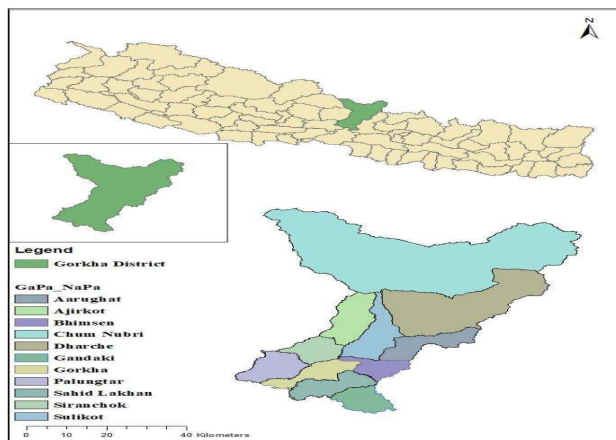 N
Legend
Gorkha District
GaPa_NaPa
Aarughat
Ajirkot
Bhimsen
Chum Nubri
Dharche
Gandaki
Gorkha
Palungtar
Sahid Lakhan
Siranchok
Sulikot
0 20 40 Kilometers